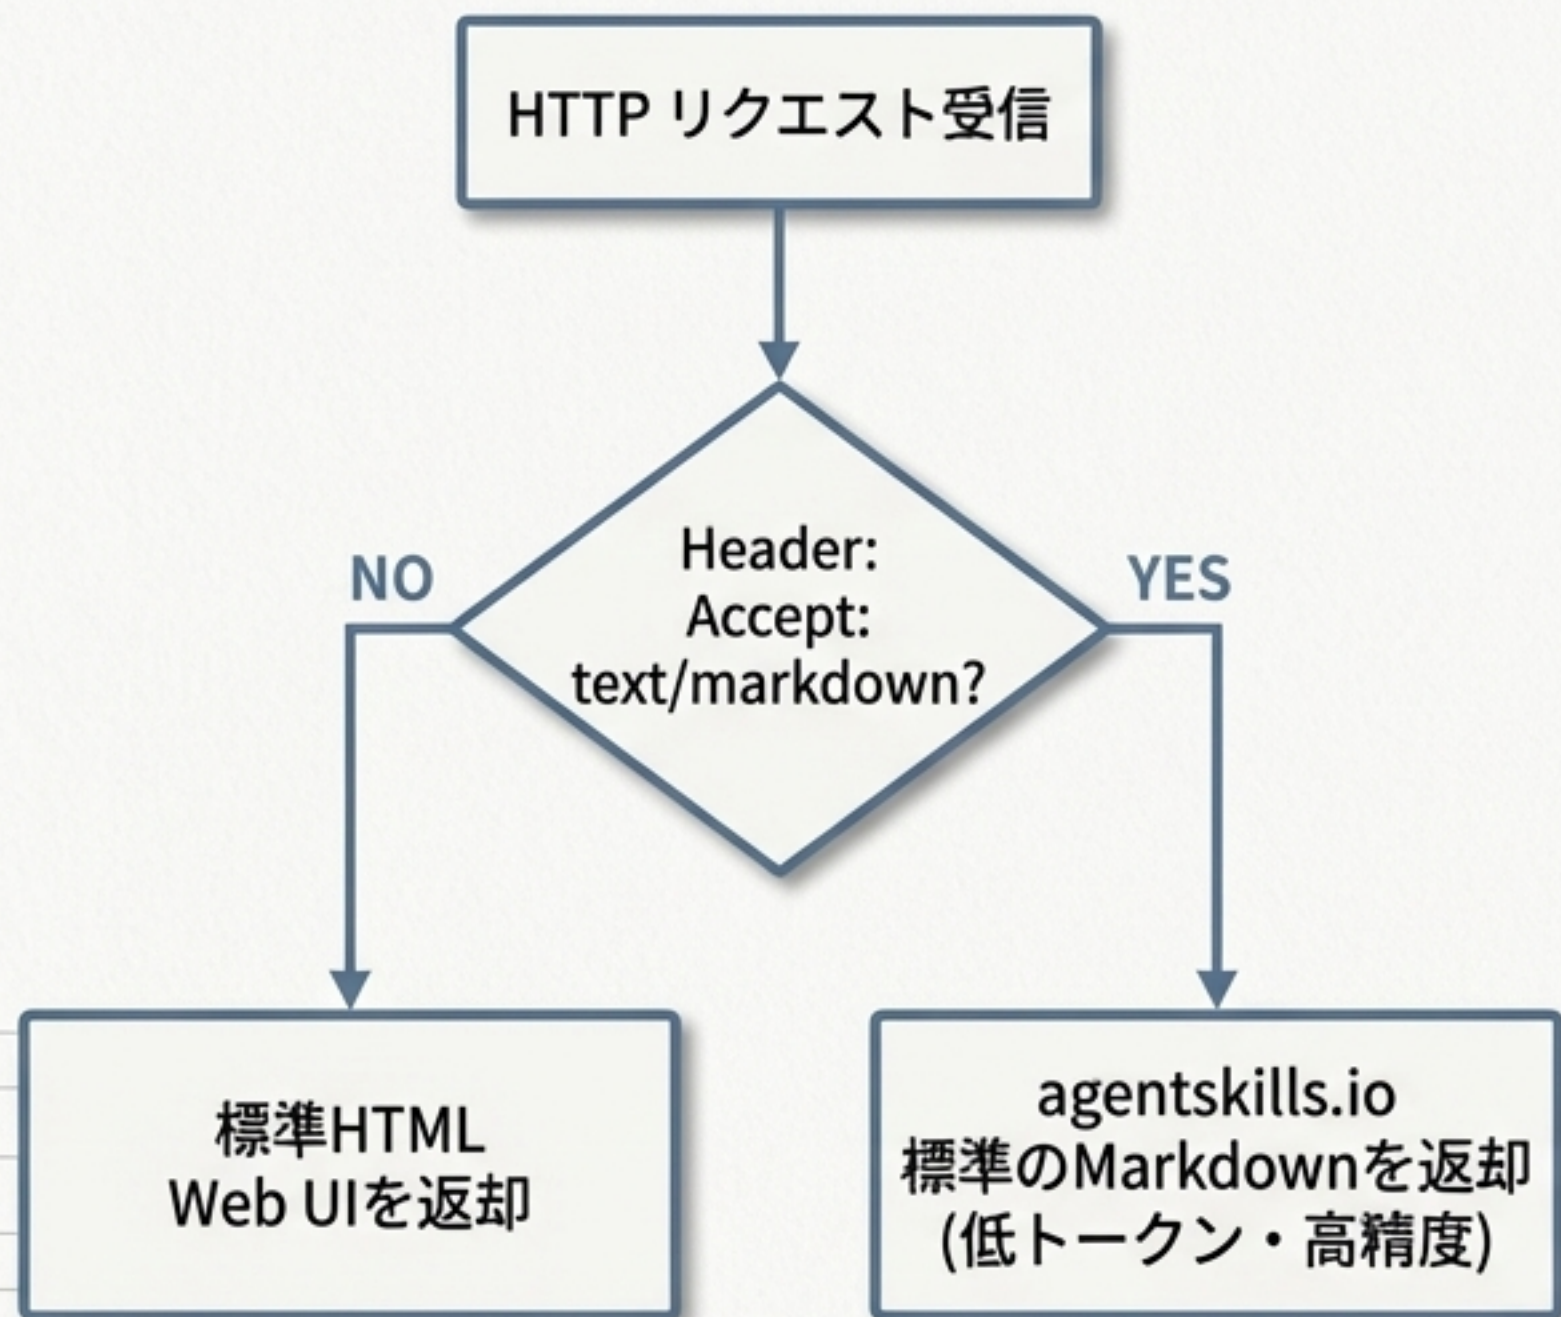 HTTP リクエスト受信
Header:
Accept:
text/markdown?
NO
YES
標準HTML
Web UIを返却
agentskills.io
標準のMarkdownを返却
(低トークン・高精度)